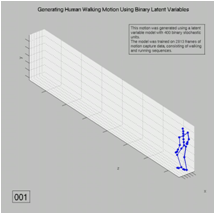 Generating Human Walking Motion Using Binary Latent Variables
This motion was generated using a latent
variable model with 400 binary stochastic
units.
The model was trained on 2813 frames of
motion capture data, consisting of walking
and running sequences.
001